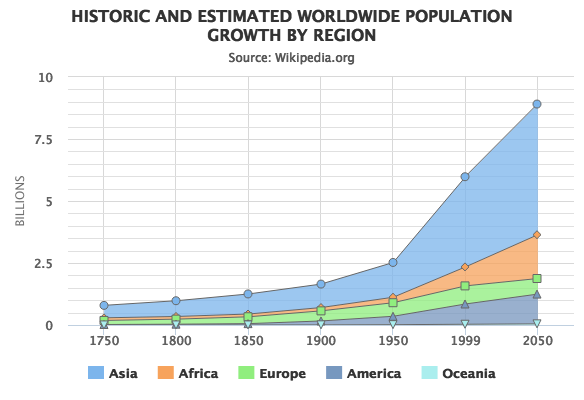 HISTORIC AND ESTIMATED WORLDWIDE POPULATION
GROWTH BY REGION
Source: Wikipedia.org
10
7.5
5
2.5
0
BILLIONS
1750 1800 1850 1900 1950 1999 2050
Asia Africa Europe America Oceania